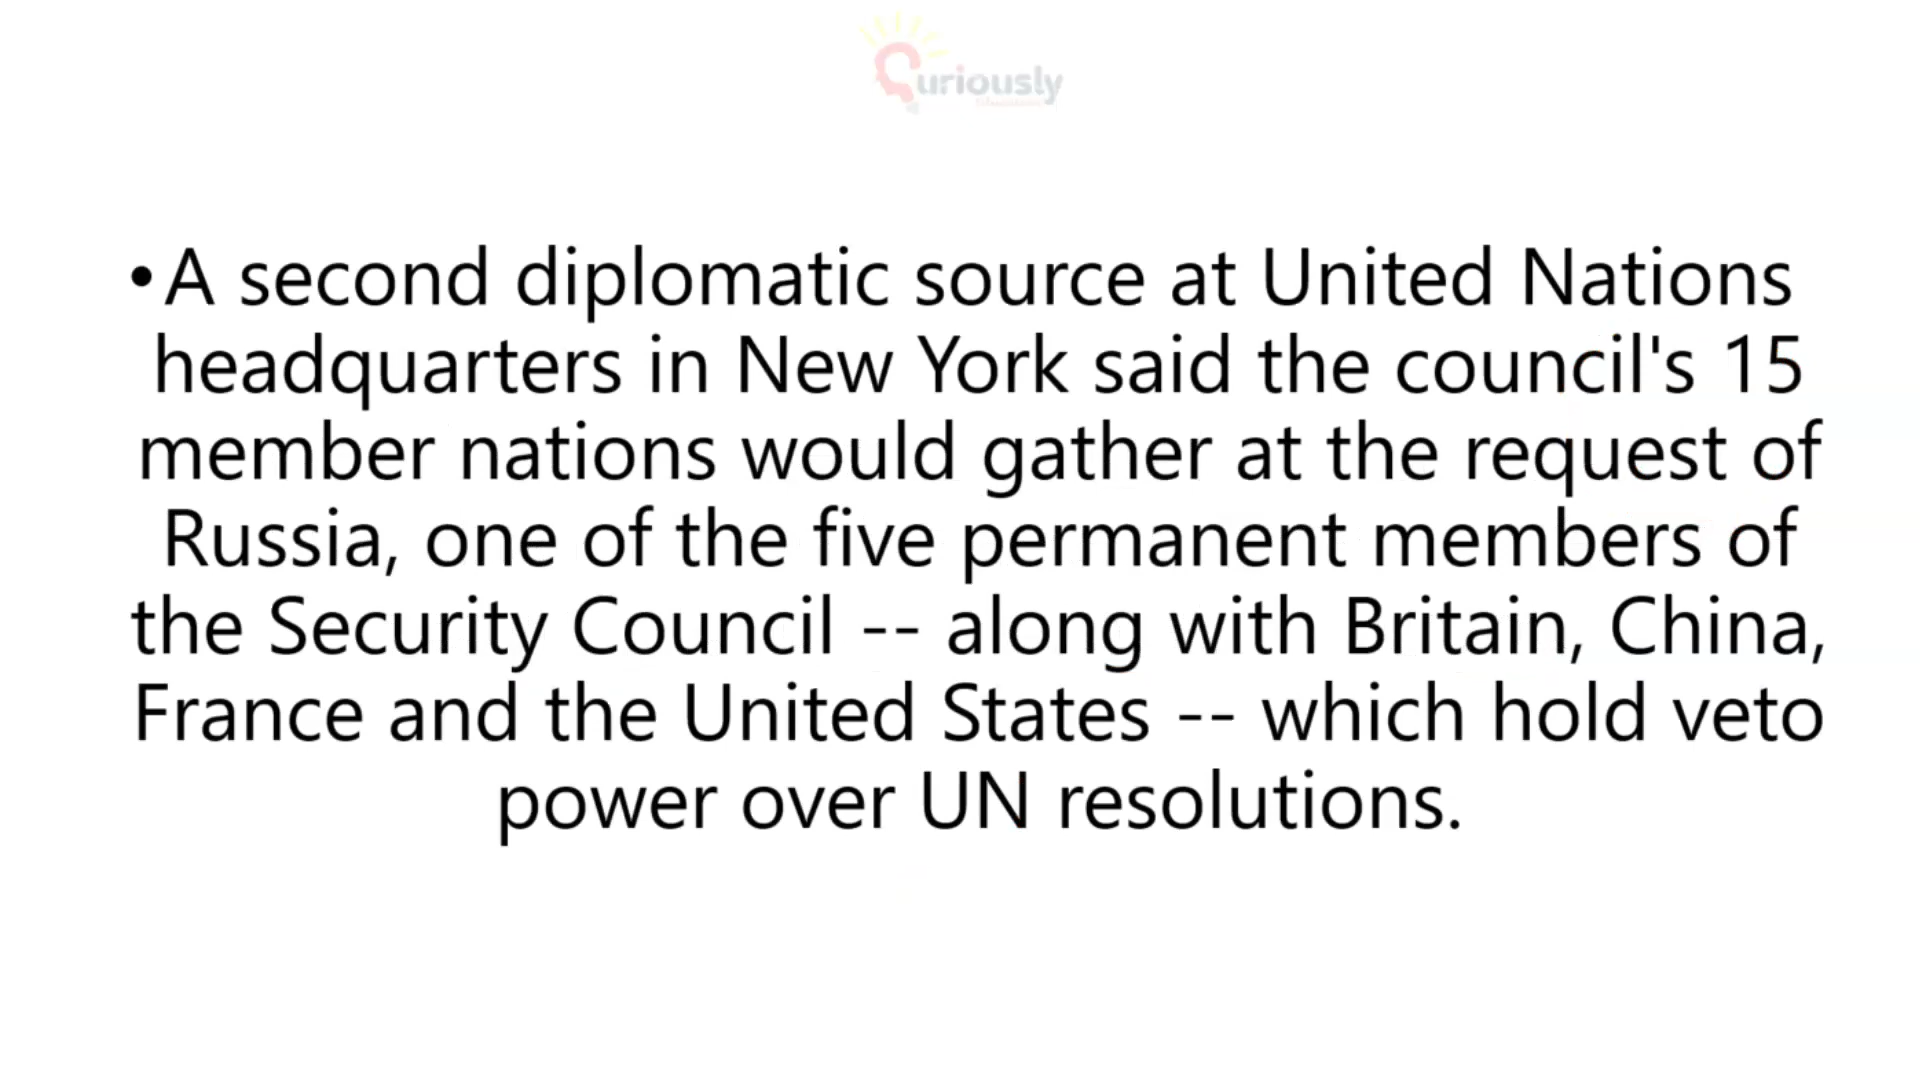 uriously
•A second diplomatic source at United Nations
headquarters in New York said the council's 15
member nations would gather at the request of
Russia, one of the five permanent members of
the Security Council -- along with Britain, China,
France and the United States -- which hold veto
power over UN resolutions.